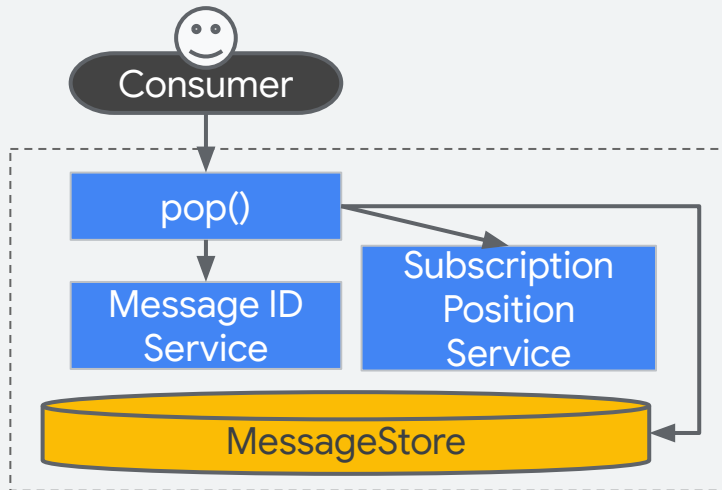 Consumer
pop()
Message ID
Service
Subscription
Position
Service
MessageStore